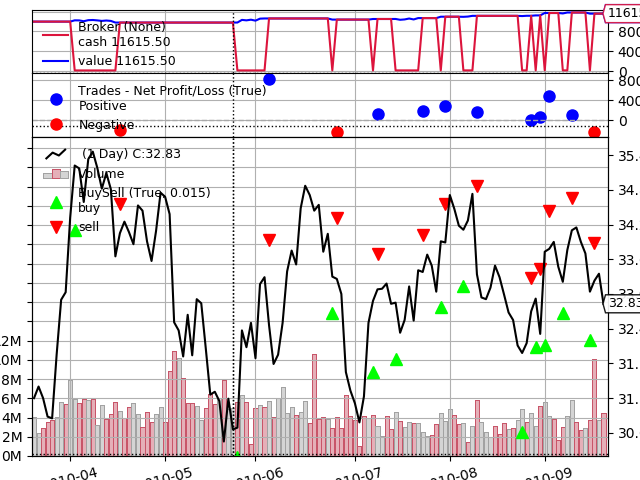 Broker (None)
cash 11615.50
value 11615.50
11615
800
400
0
Trades - Net Profit/Loss (True)
Positive
Negative
800
400
0
(1 Day) C:32.83
Volume
BuySell (True, 0.015)
buy
sell
35.
34.
33.
33.
32.83
32.
31.
31.
30.
12M
10M
8M
6M
4M
2M
0M
010-04
010-05
010-06
010-07
010-08
010-09